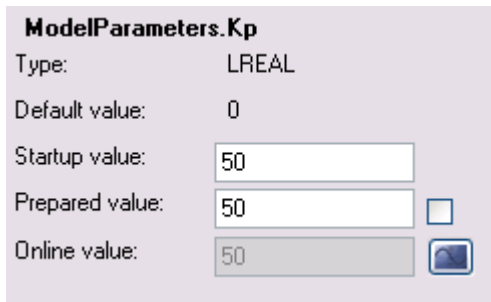 ModelParameters.Kp
Type: LREAL
Default value: 0
Startup value: 50
Prepared value: 50
Online value: 50